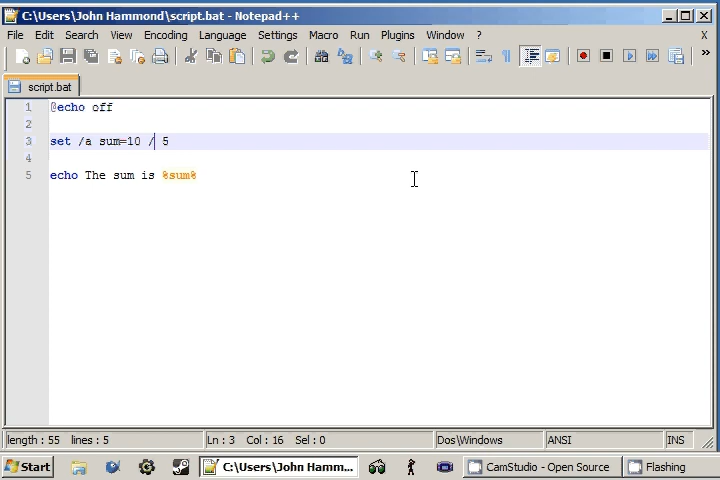 C:\Users\John Hammond\script.bat - Notepad++
File Edit Search View Encoding Language Settings Macro Run Plugins Window ? X
script.bat
1 @echo off
2
3 set /a sum=10 / 5
4
5 echo The sum is %sum%
length : 55 lines : 5 Ln : 3 Col : 16 Sel : 0 Dos\Windows ANSI INS
Start C:\Users\John Hamm... CamStudio - Open Source Flashing